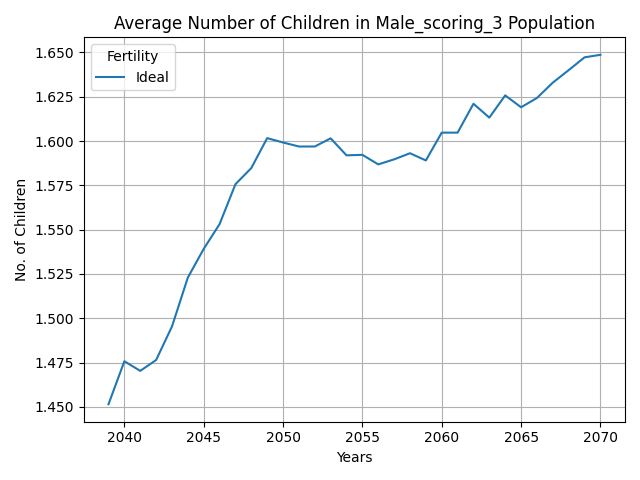 Average Number of Children in Male_scoring_3 Population
Fertility
Ideal
No. of Children
1.650
1.625
1.600
1.575
1.550
1.525
1.500
1.475
1.450
2040 2045 2050 2055 2060 2065 2070
Years